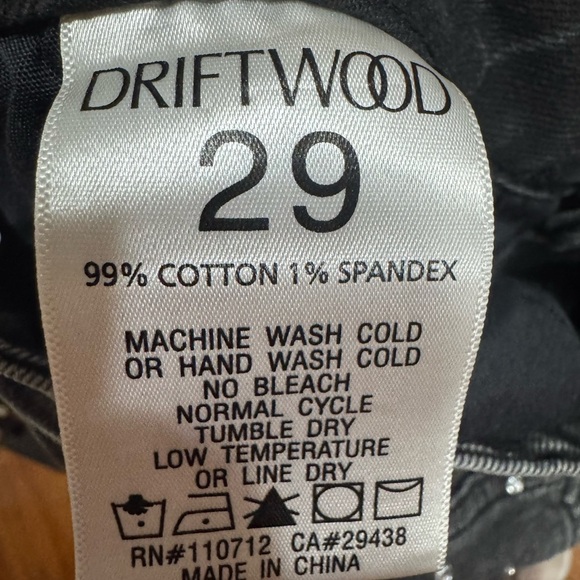 DRIFTWOOD
29
99% COTTON 1% SPANDEX
MACHINE WASH COLD
OR HAND WASH COLD
NO BLEACH
NORMAL CYCLE
TUMBLE DRY
LOW TEMPERATURE
OR LINE DRY
RN#110712 CA#29438
MADE IN CHINA